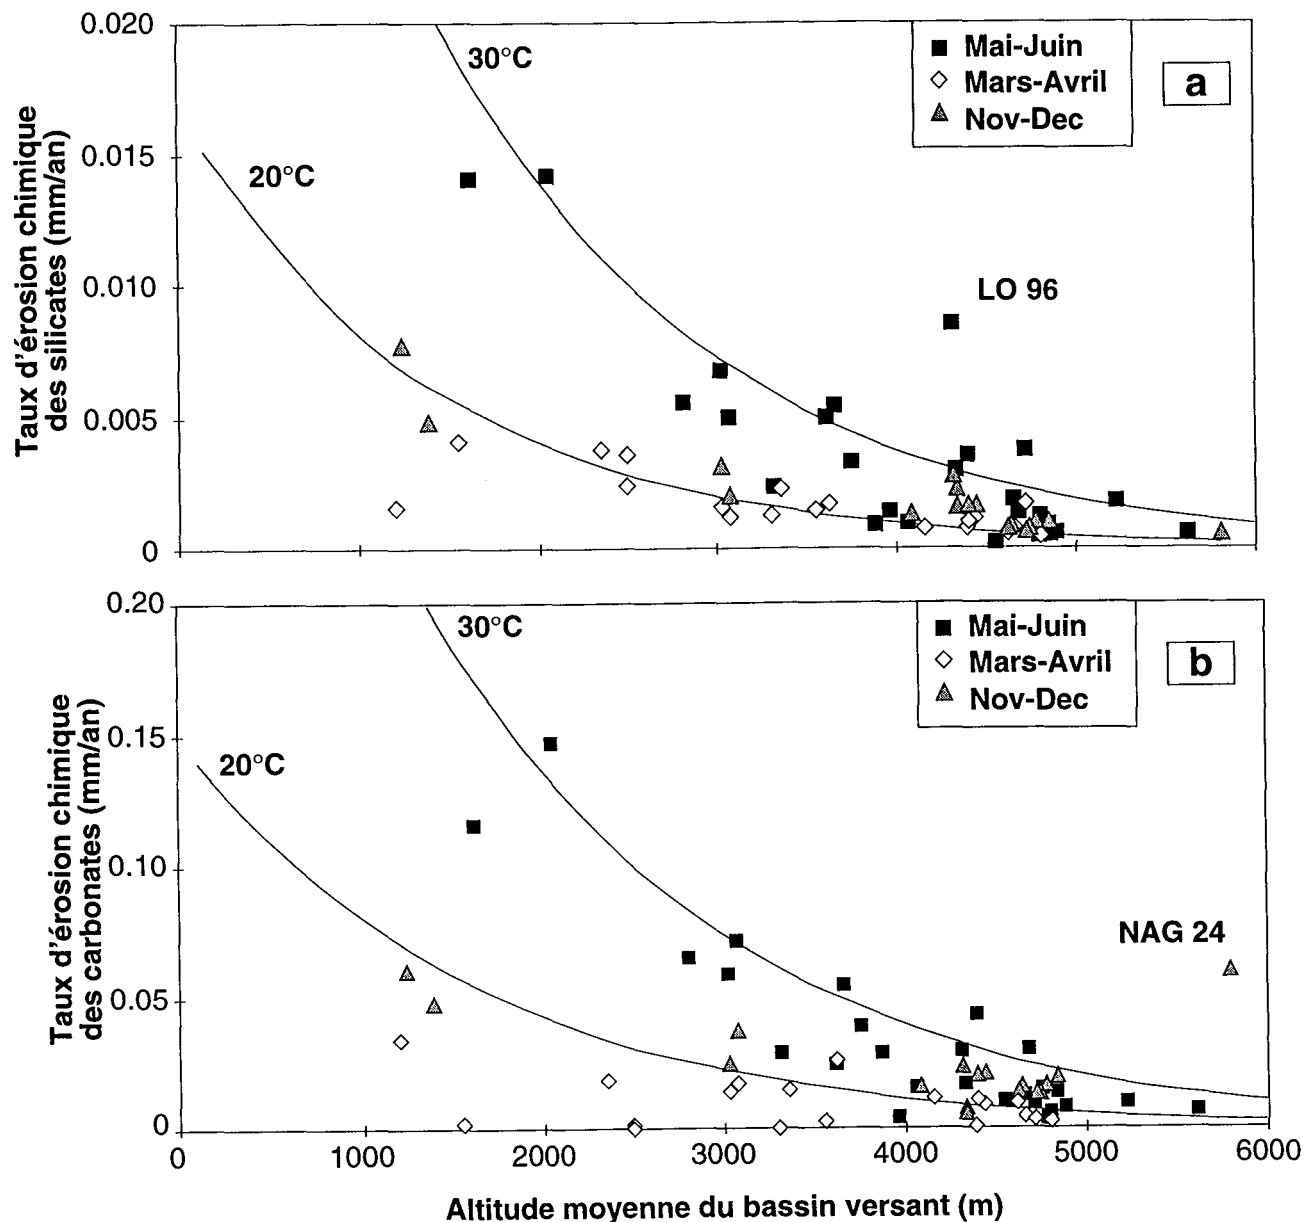 0.020
0.015
0.010
0.005
0
Taux d'érosion chimique
des silicates (mm/an)
30°C
20°C
LO 96
Mai-Juin
Mars-Avril
Nov-Dec
a
0.20
0.15
0.10
0.05
0
Taux d'érosion chimique
des carbonates (mm/an)
30°C
20°C
NAG 24
Mai-Juin
Mars-Avril
Nov-Dec
b
0 1000 2000 3000 4000 5000 6000
Altitude moyenne du bassin versant (m)